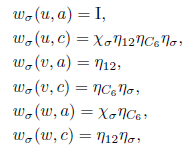 w_σ(u, a) = I,
w_σ(u, c) = χ_σ η_12 η_{C_6} η_σ,
w_σ(v, a) = η_12,
w_σ(v, c) = η_{C_6} η_σ,
w_σ(w, a) = χ_σ η_{C_6},
w_σ(w, c) = η_12 η_σ,